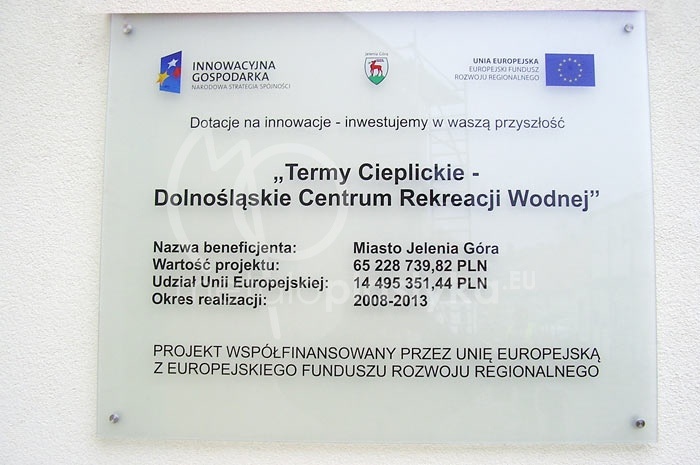 INNOWACYJNA
GOSPODARKA
NARODOWA STRATEGIA SPÓJNOŚCI
Jelenia Góra
UNIA EUROPEJSKA
EUROPEJSKI FUNDUSZ
ROZWOJU REGIONALNEGO
Dotacje na innowacje - inwestujemy w waszą przyszłość
„Termy Cieplickie -
Dolnośląskie Centrum Rekreacji Wodnej”
Nazwa beneficjenta: Miasto Jelenia Góra
Wartość projektu: 65 228 739,82 PLN
Udział Unii Europejskiej: 14 495 351,44 PLN
Okres realizacji: 2008-2013
PROJEKT WSPÓŁFINANSOWANY PRZEZ UNIĘ EUROPEJSKĄ
Z EUROPEJSKIEGO FUNDUSZU ROZWOJU REGIONALNEGO